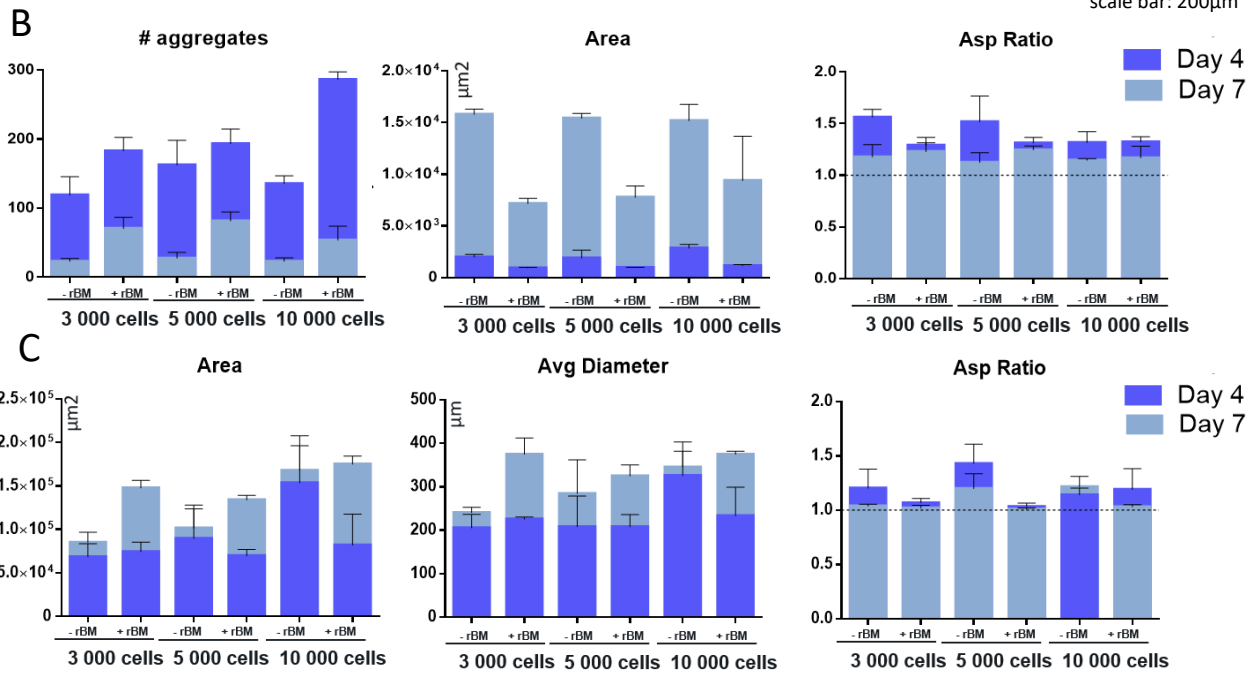 scale bar: 200μm
B
# aggregates
300
200
100
0
- rBM + rBM - rBM + rBM - rBM + rBM
3 000 cells 5 000 cells 10 000 cells
Area
μm2
2.0×10⁴
1.5×10⁴
1.0×10⁴
5.0×10³
0
- rBM + rBM - rBM + rBM - rBM + rBM
3 000 cells 5 000 cells 10 000 cells
Asp Ratio
2.0
1.5
1.0
0.5
0.0
- rBM + rBM - rBM + rBM - rBM + rBM
3 000 cells 5 000 cells 10 000 cells
Day 4
Day 7
C
Area
μm2
2.5×10⁵
2.0×10⁵
1.5×10⁵
1.0×10⁵
5.0×10⁴
0
- rBM + rBM - rBM + rBM - rBM + rBM
3 000 cells 5 000 cells 10 000 cells
Avg Diameter
μm
500
400
300
200
100
0
- rBM + rBM - rBM + rBM - rBM + rBM
3 000 cells 5 000 cells 10 000 cells
Asp Ratio
2.0
1.5
1.0
0.5
0.0
- rBM + rBM - rBM + rBM - rBM + rBM
3 000 cells 5 000 cells 10 000 cells
Day 4
Day 7